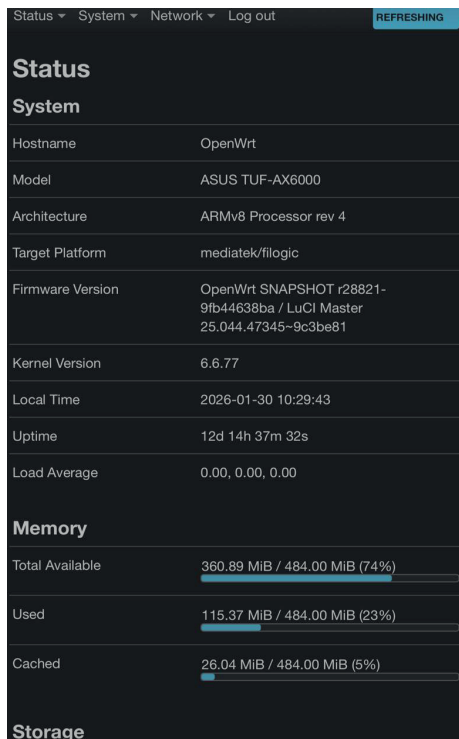 Status System Network Log out REFRESHING
Status
System
Hostname OpenWrt
Model ASUS TUF-AX6000
Architecture ARMv8 Processor rev 4
Target Platform mediatek/filogic
Firmware Version OpenWrt SNAPSHOT r28821-
9fb44638ba / LuCI Master
25.044.47345~9c3be81
Kernel Version 6.6.77
Local Time 2026-01-30 10:29:43
Uptime 12d 14h 37m 32s
Load Average 0.00, 0.00, 0.00
Memory
Total Available 360.89 MiB / 484.00 MiB (74%)
Used 115.37 MiB / 484.00 MiB (23%)
Cached 26.04 MiB / 484.00 MiB (5%)
Storage